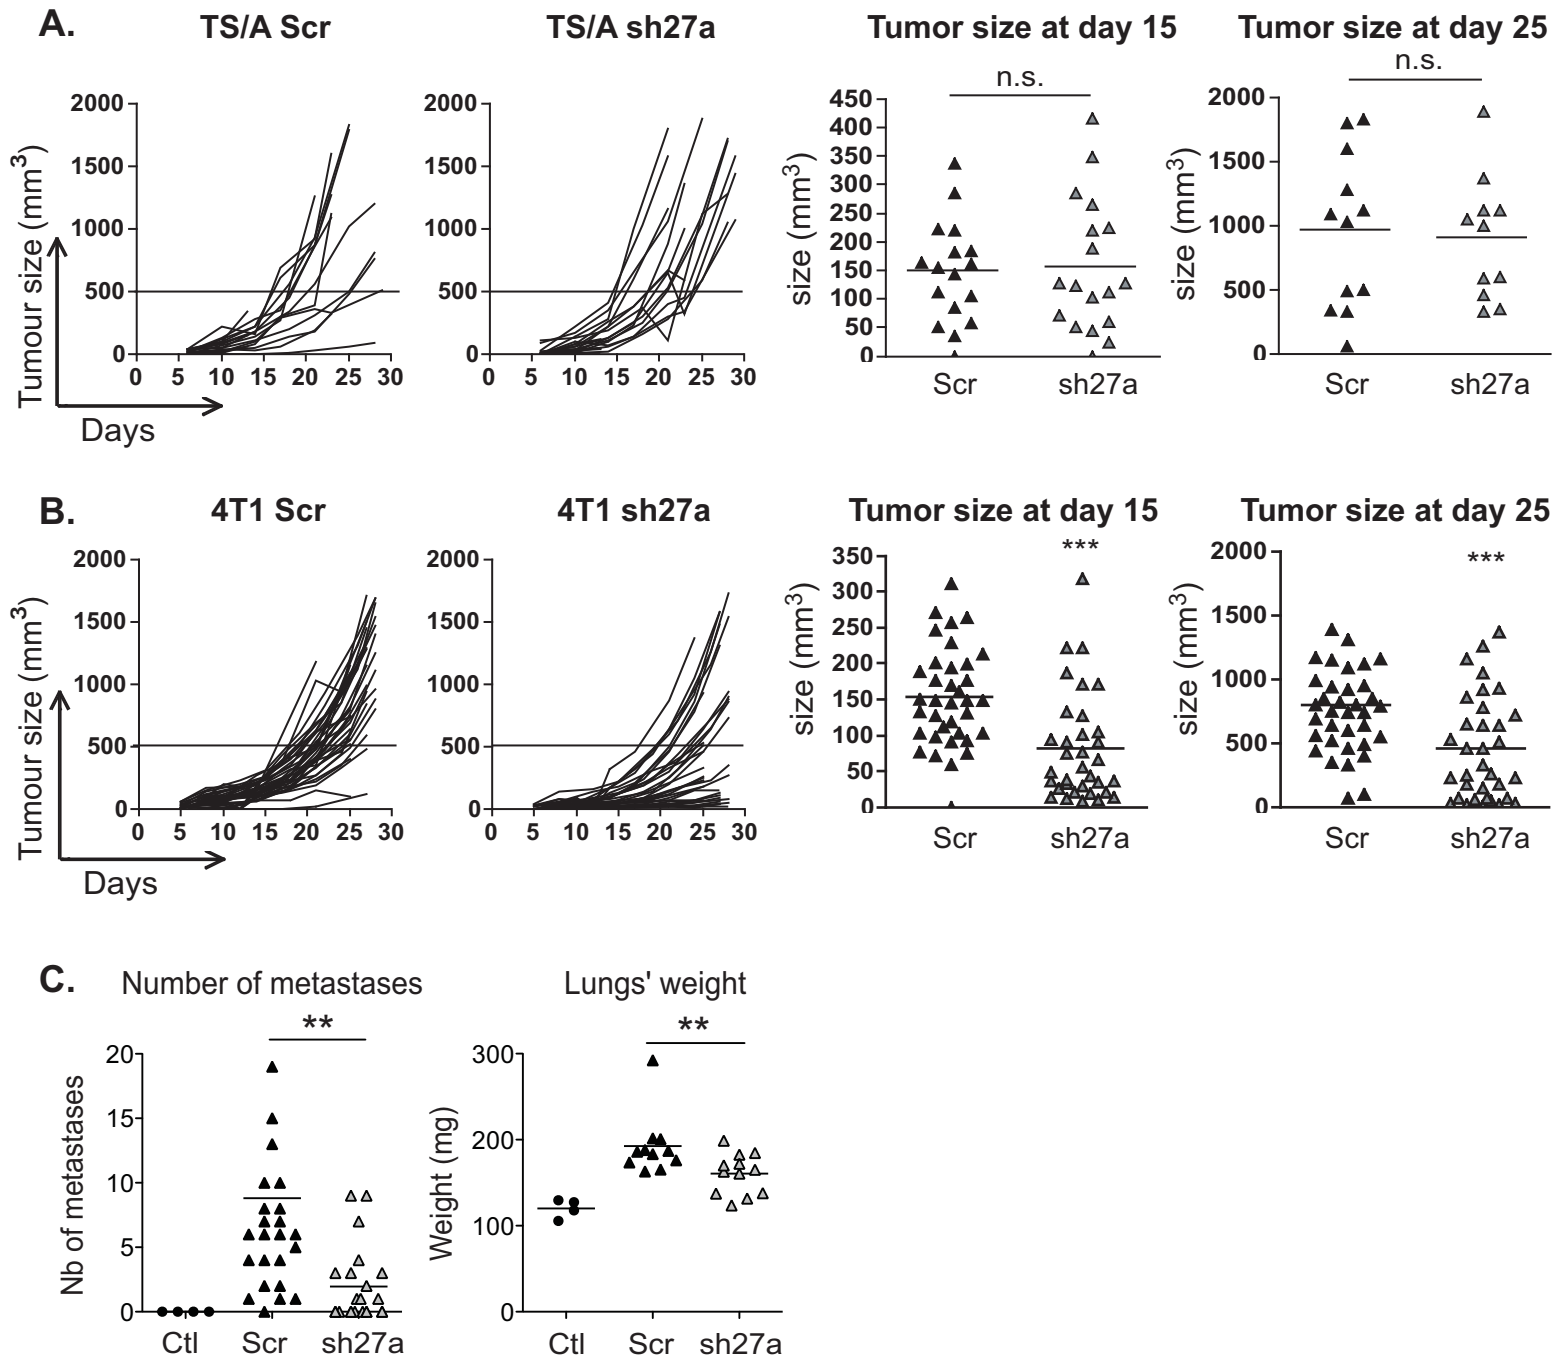 A.
TS/A Scr
TS/A sh27a
Tumor size at day 15
Tumor size at day 25
Tumour size (mm³)
2000
1500
1000
500
0
0 5 10 15 20 25 30
Days
2000
1500
1000
500
0
0 5 10 15 20 25 30
n.s.
size (mm³)
450
400
350
300
250
200
150
100
50
0
Scr sh27a
n.s.
size (mm³)
2000
1500
1000
500
0
Scr sh27a
B.
4T1 Scr
4T1 sh27a
Tumor size at day 15
Tumor size at day 25
Tumour size (mm³)
2000
1500
1000
500
0
0 5 10 15 20 25 30
Days
2000
1500
1000
500
0
0 5 10 15 20 25 30
***
size (mm³)
350
300
250
200
150
100
50
0
Scr sh27a
***
size (mm³)
2000
1500
1000
500
0
Scr sh27a
C.
Number of metastases
**
Nb of metastases
20
15
10
5
0
Ctl Scr sh27a
Lungs' weight
**
Weight (mg)
300
200
100
0
Ctl Scr sh27a